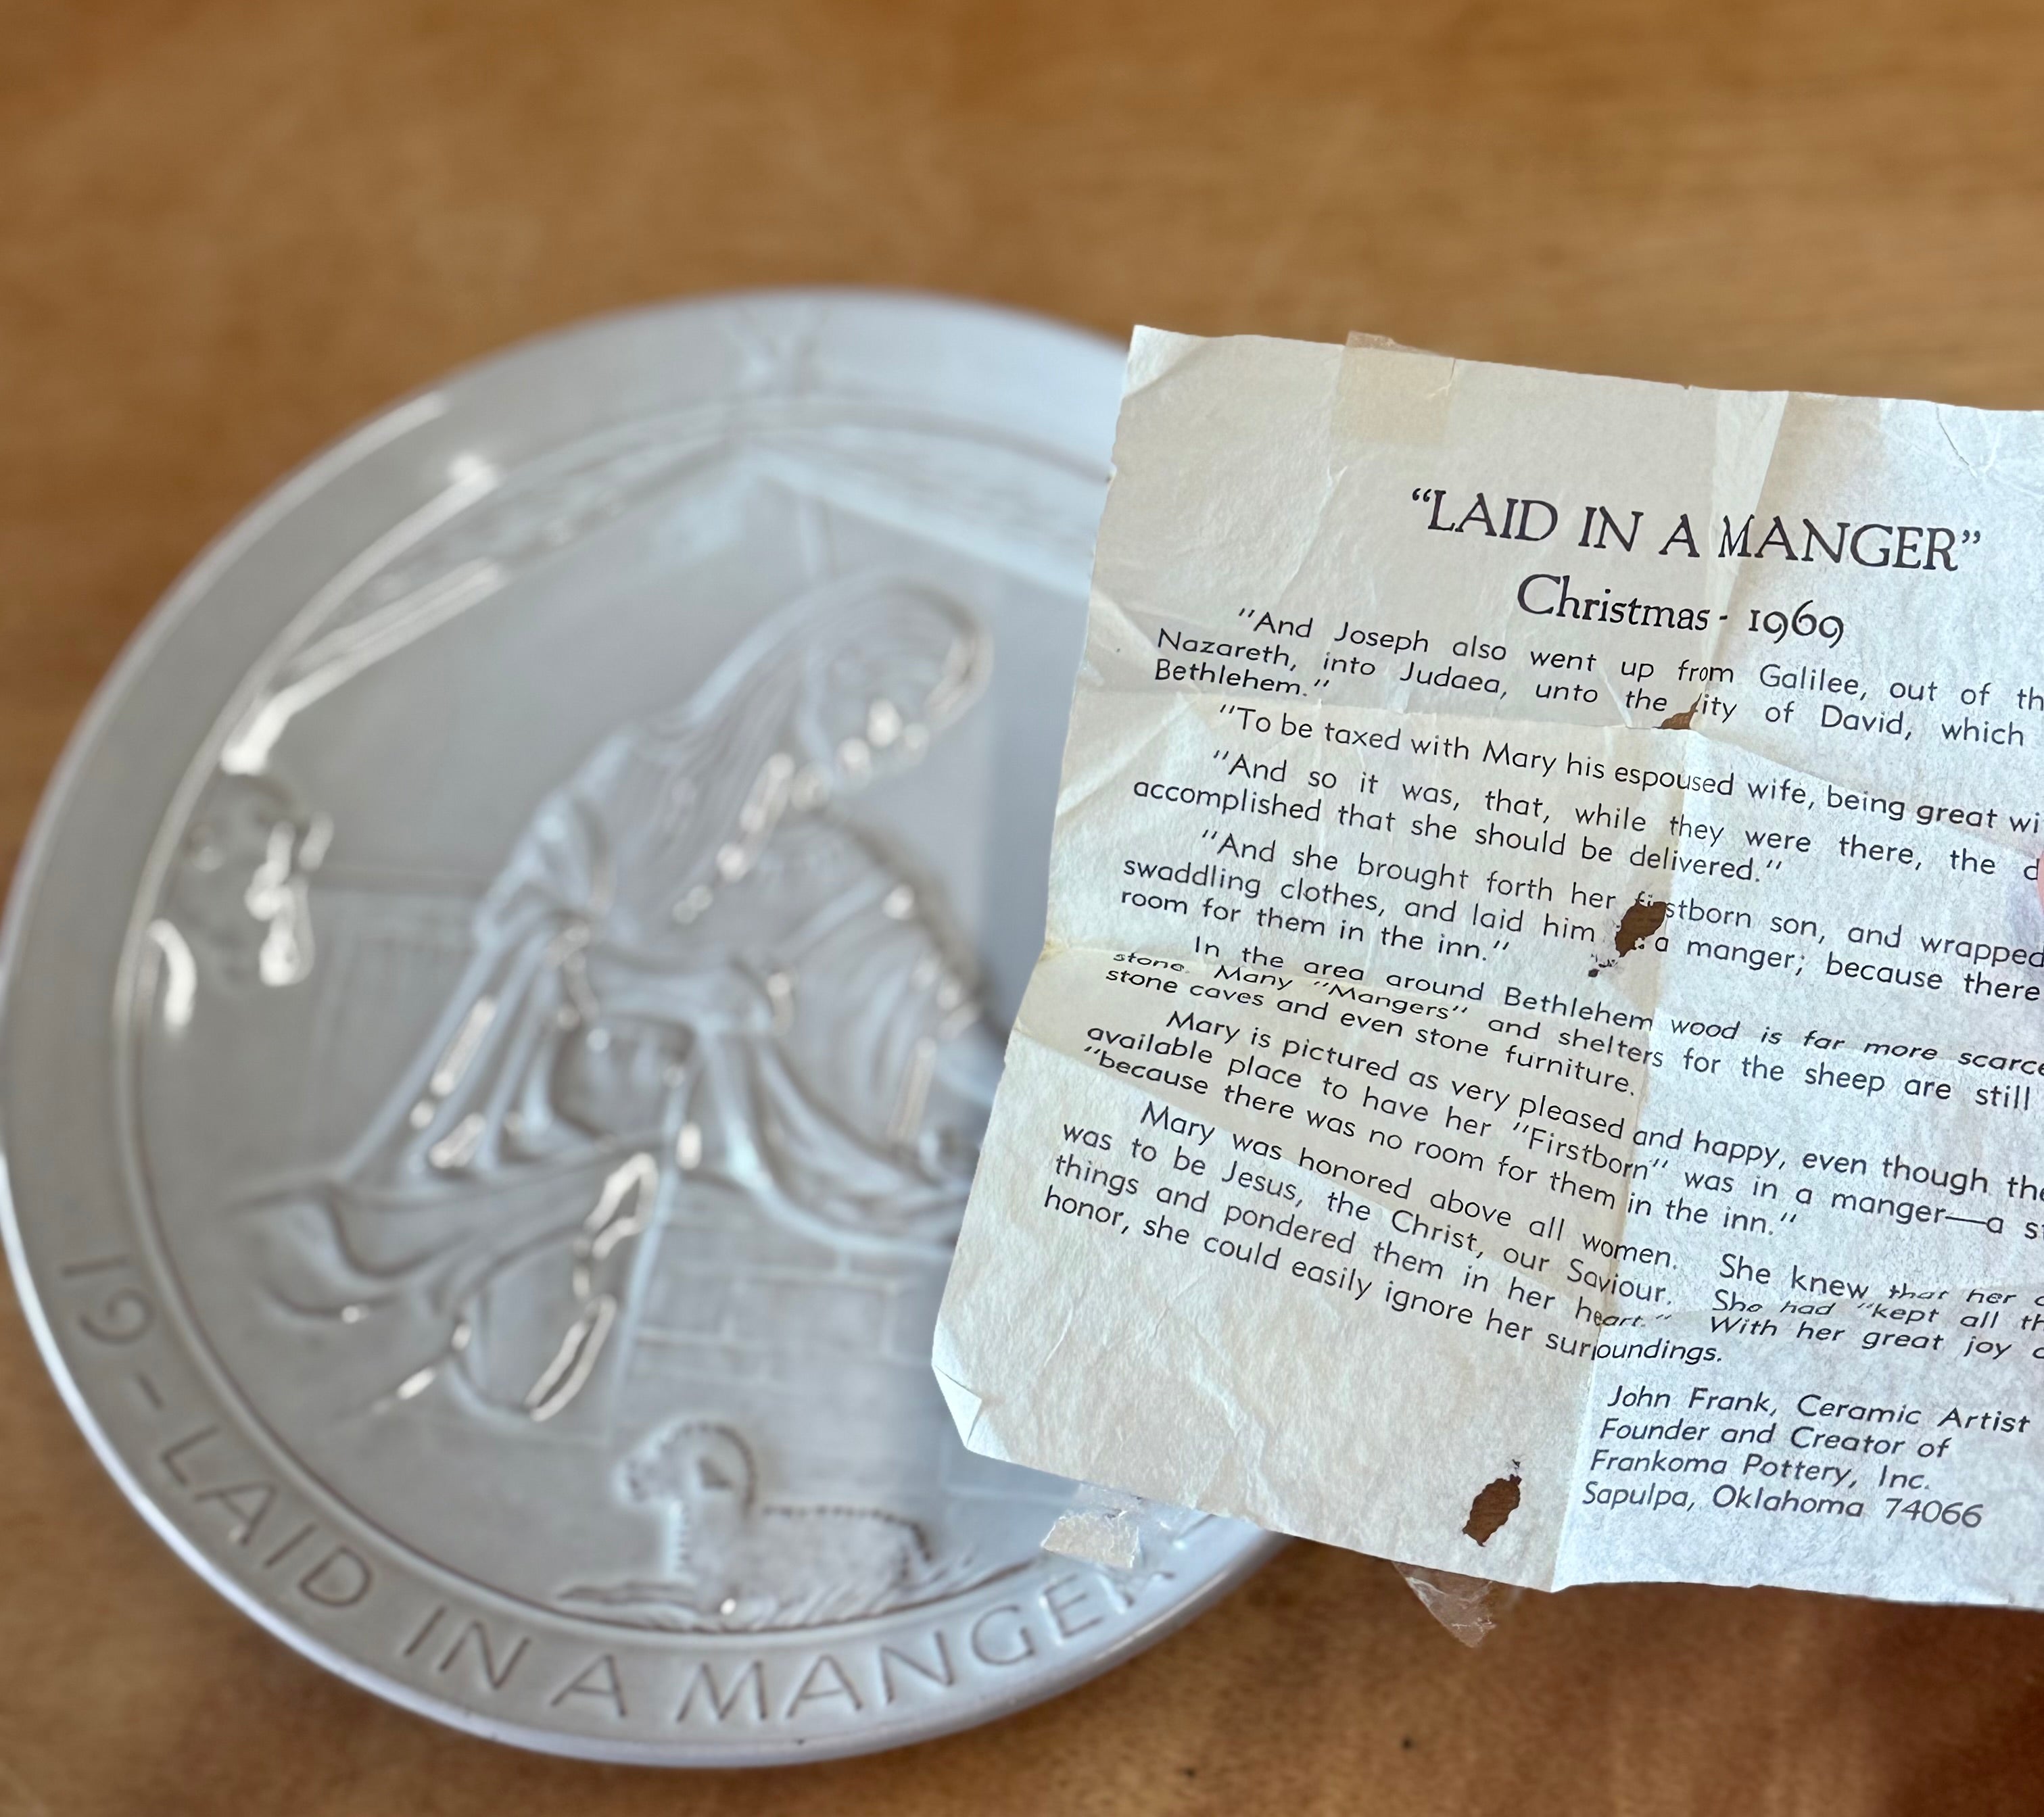 19-LAID IN A MANGER
“LAID IN A MANGER”
Christmas - 1969
"And Joseph also went up from Galilee, out of
Nazareth, into Judaea, unto the city of David, which
Bethlehem."
"To be taxed with Mary his espoused wife, being great
"And so it was, that, while they were there, the
accomplished that she should be delivered."
"And she brought forth her firstborn son, and wrapped
swaddling clothes, and laid him a manger; because there
room for them in the inn."
In the area around Bethlehem wood is far more
stone. Many "Mangers" and shelters for the sheep are still
stone caves and even stone furniture.
Mary is pictured as very pleased and happy, even though
available place to have her "Firstborn" was in a manger—a
"because there was no room for them in the inn."
Mary was honored above all women. She knew that her
was to be Jesus, the Christ, our Saviour. She had "kept all
things and pondered them in her heart." With her great joy
honor, she could easily ignore her surroundings.
John Frank, Ceramic Artist
Founder and Creator of
Frankoma Pottery, Inc.
Sapulpa, Oklahoma 74066